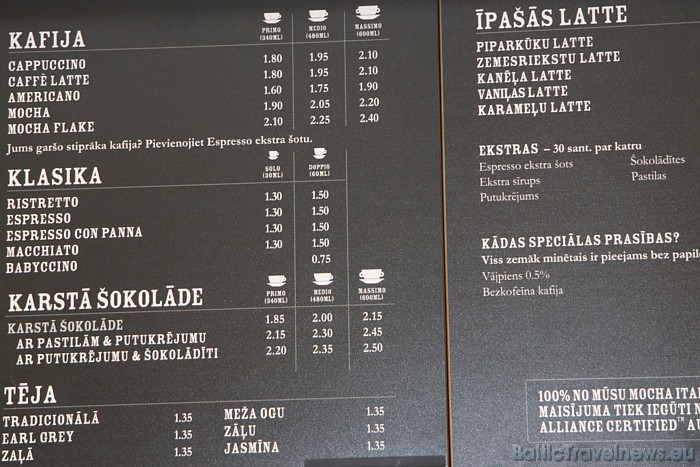 KAFIJA PRIMO (340ML) MEDIO (480ML) MASSIMO (600ML)
CAPPUCCINO 1.80 1.95 2.10
CAFFÈ LATTE 1.80 1.95 2.10
AMERICANO 1.60 1.75 1.90
MOCHA 1.90 2.05 2.20
MOCHA FLAKE 2.10 2.25 2.40
Jums garšo stiprāka kafija? Pievienojiet Espresso ekstra šotu.
KLASIKA SOLO (30ML) DOPPIO (60ML)
RISTRETTO 1.30 1.50
ESPRESSO 1.30 1.50
ESPRESSO CON PANNA 1.30 1.50
MACCHIATO 1.30 1.50
BABYCCINO 0.75
KARSTĀ ŠOKOLĀDE PRIMO (340ML) MEDIO (480ML) MASSIMO (600ML)
KARSTĀ ŠOKOLĀDE 1.85 2.00 2.15
AR PASTILĀM & PUTUKRĒJUMU 2.15 2.30 2.45
AR PUTUKRĒJUMU & ŠOKOLĀDĪTI 2.20 2.35 2.50
TĒJA
TRADICIONĀLĀ 1.35 MEŽA OGU 1.35
EARL GREY 1.35 ZĀĻU 1.35
ZAĻĀ 1.35 JASMĪNA 1.35
ĪPAŠĀS LATTE
PIPARKŪKU LATTE
ZEMESRIEKSTU LATTE
KANĒĻA LATTE
VANIĻAS LATTE
KARAMEĻU LATTE
EKSTRAS – 30 sant. par katru
Espresso ekstra šots Šokolādītes
Ekstra sīrups Pastilas
Putukrējums
KĀDAS SPECIĀLAS PRASĪBAS?
Viss zemāk minētais ir pieejams bez papil
Vājpiens 0.5%
Bezkofeīna kafija
100% NO MŪSU MOCHA ITA
MAISĪJUMA TIEK IEGŪTI N
ALLIANCE CERTIFIED™ AU
BalticTravelnews.eu